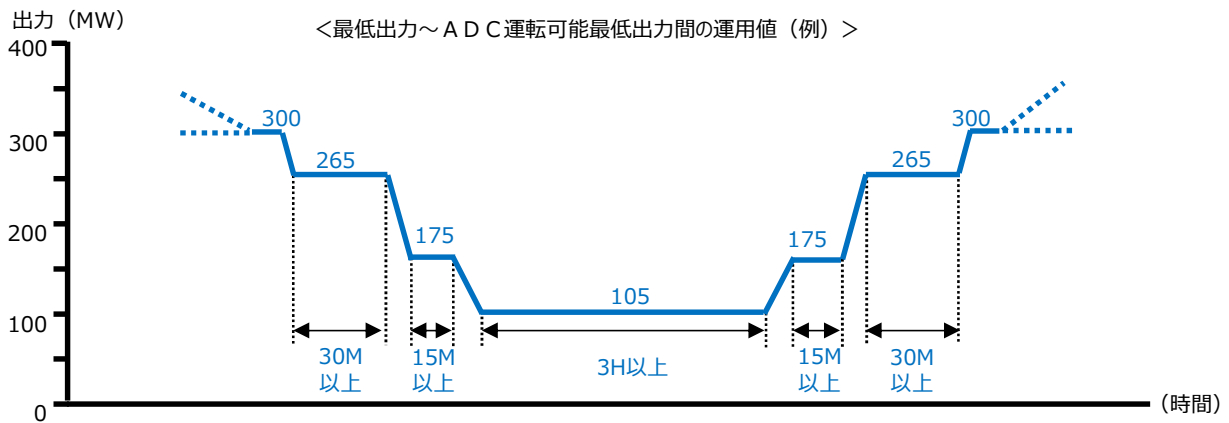 出力（MW）
＜最低出力～ＡＤＣ運転可能最低出力間の運用値（例）＞
400
300
200
100
0
300
265
175
105
175
265
300
30M
以上
15M
以上
3H以上
15M
以上
30M
以上
（時間）